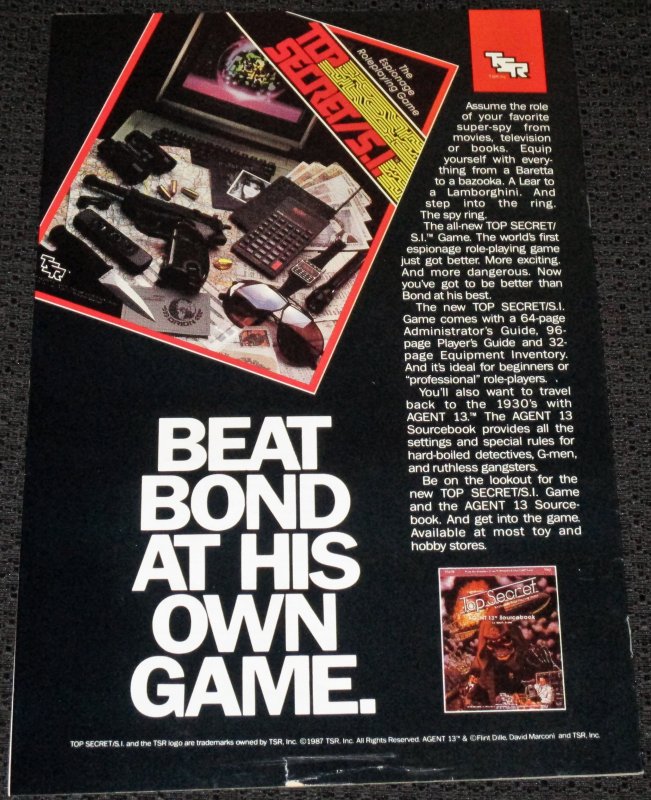 TOP
SECRET/S.I.
The
Espionage
Roleplaying Game
TSR
ORION
TSR
Assume the role
of your favorite
super-spy from
movies, television
or books. Equip
yourself with every-
thing from a Baretta
to a bazooka. A Lear to
a Lamborghini. And
step into the ring.
The spy ring.
The all-new TOP SECRET/
S.I.™ Game. The world's first
espionage role-playing game
just got better. More exciting.
And more dangerous. Now
you've got to be better than
Bond at his best.
The new TOP SECRET/S.I.
Game comes with a 64-page
Administrator's Guide, 96-
page Player's Guide and 32-
page Equipment Inventory.
And it's ideal for beginners or
"professional" role-players.
You'll also want to travel
back to the 1930's with
AGENT 13.™ The AGENT 13
Sourcebook provides all the
settings and special rules for
hard-boiled detectives, G-men,
and ruthless gangsters.
Be on the lookout for the
new TOP SECRET/S.I. Game
and the AGENT 13 Source-
book. And get into the game.
Available at most toy and
hobby stores.
BEAT
BOND
AT HIS
OWN
GAME.
Top Secret
AGENT 13™ Sourcebook
TOP SECRET/S.I. and the TSR logo are trademarks owned by TSR, Inc. ©1987 TSR, Inc. All Rights Reserved. AGENT 13™ & ©Flint Dille, David Marconi and TSR, Inc.